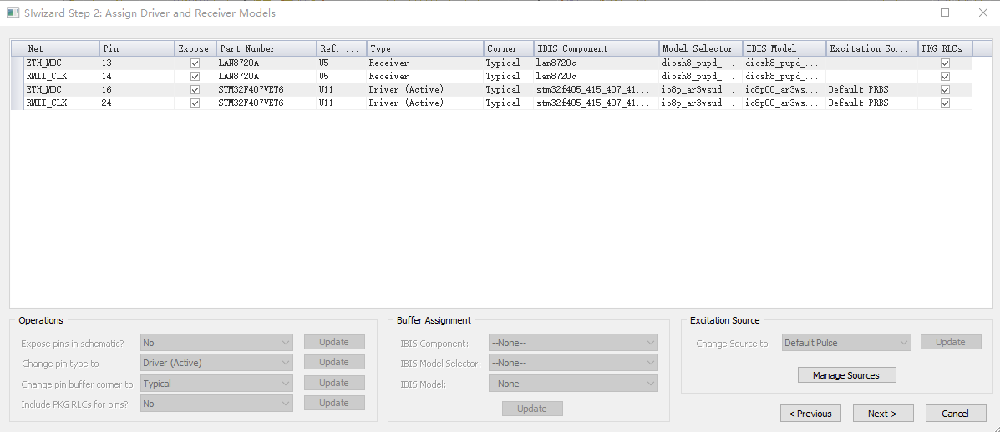 SIwizard Step 2: Assign Driver and Receiver Models
Net Pin Expose Part Number Ref. ... Type Corner IBIS Component Model Selector IBIS Model Excitation So... PKG RLCs
ETH_MDC 13 LAN8720A U5 Receiver Typical lan8720c diosh8_pupd_... diosh8_pupd_...
RMII_CLK 14 LAN8720A U5 Receiver Typical lan8720c diosh8_pupd_... diosh8_pupd_...
ETH_MDC 16 STM32F407VET6 U11 Driver (Active) Typical stm32f405_415_407_41... io8p_ar3wsud... io8p00_ar3ws... Default PRBS
RMII_CLK 24 STM32F407VET6 U11 Driver (Active) Typical stm32f405_415_407_41... io8p_ar3wsud... io8p00_ar3ws... Default PRBS
Operations
Expose pins in schematic? No Update
Change pin type to Driver (Active) Update
Change pin buffer corner to Typical Update
Include PKG RLCs for pins? No Update
Buffer Assignment
IBIS Component: --None--
IBIS Model Selector: --None--
IBIS Model: --None--
Update
Excitation Source
Change Source to Default Pulse Update
Manage Sources
< Previous Next > Cancel